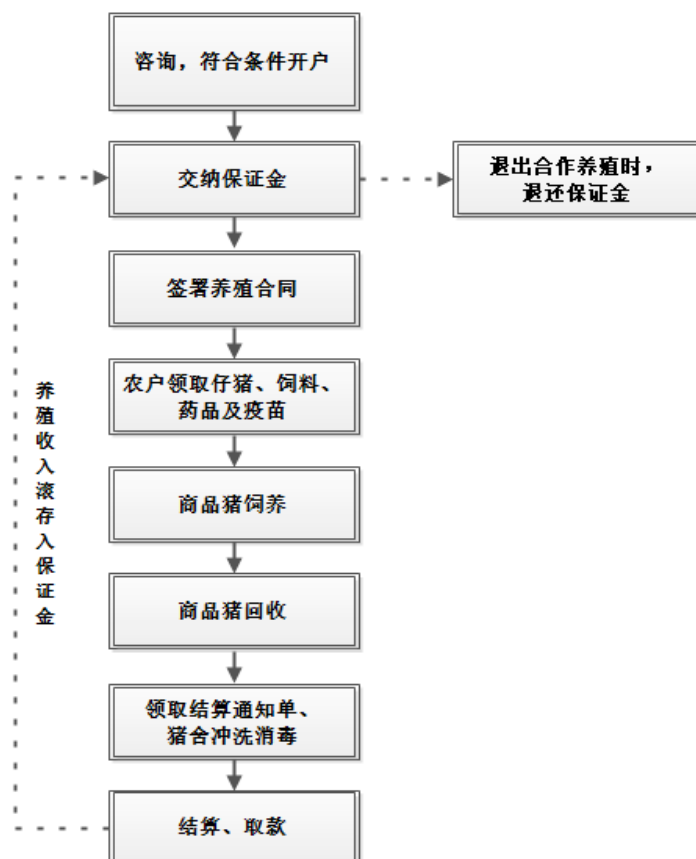 咨询，符合条件开户
交纳保证金
退出合作养殖时，
退还保证金
签署养殖合同
农户领取仔猪、饲料、
药品及疫苗
商品猪饲养
商品猪回收
领取结算通知单、
猪舍冲洗消毒
结算、取款
养殖收入滚存入保证金